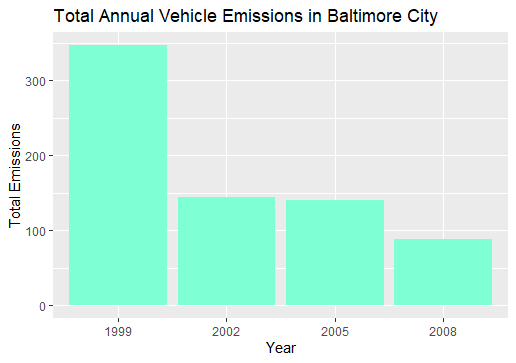 Total Annual Vehicle Emissions in Baltimore City
Total Emissions
300
200
100
0
1999 2002 2005 2008
Year